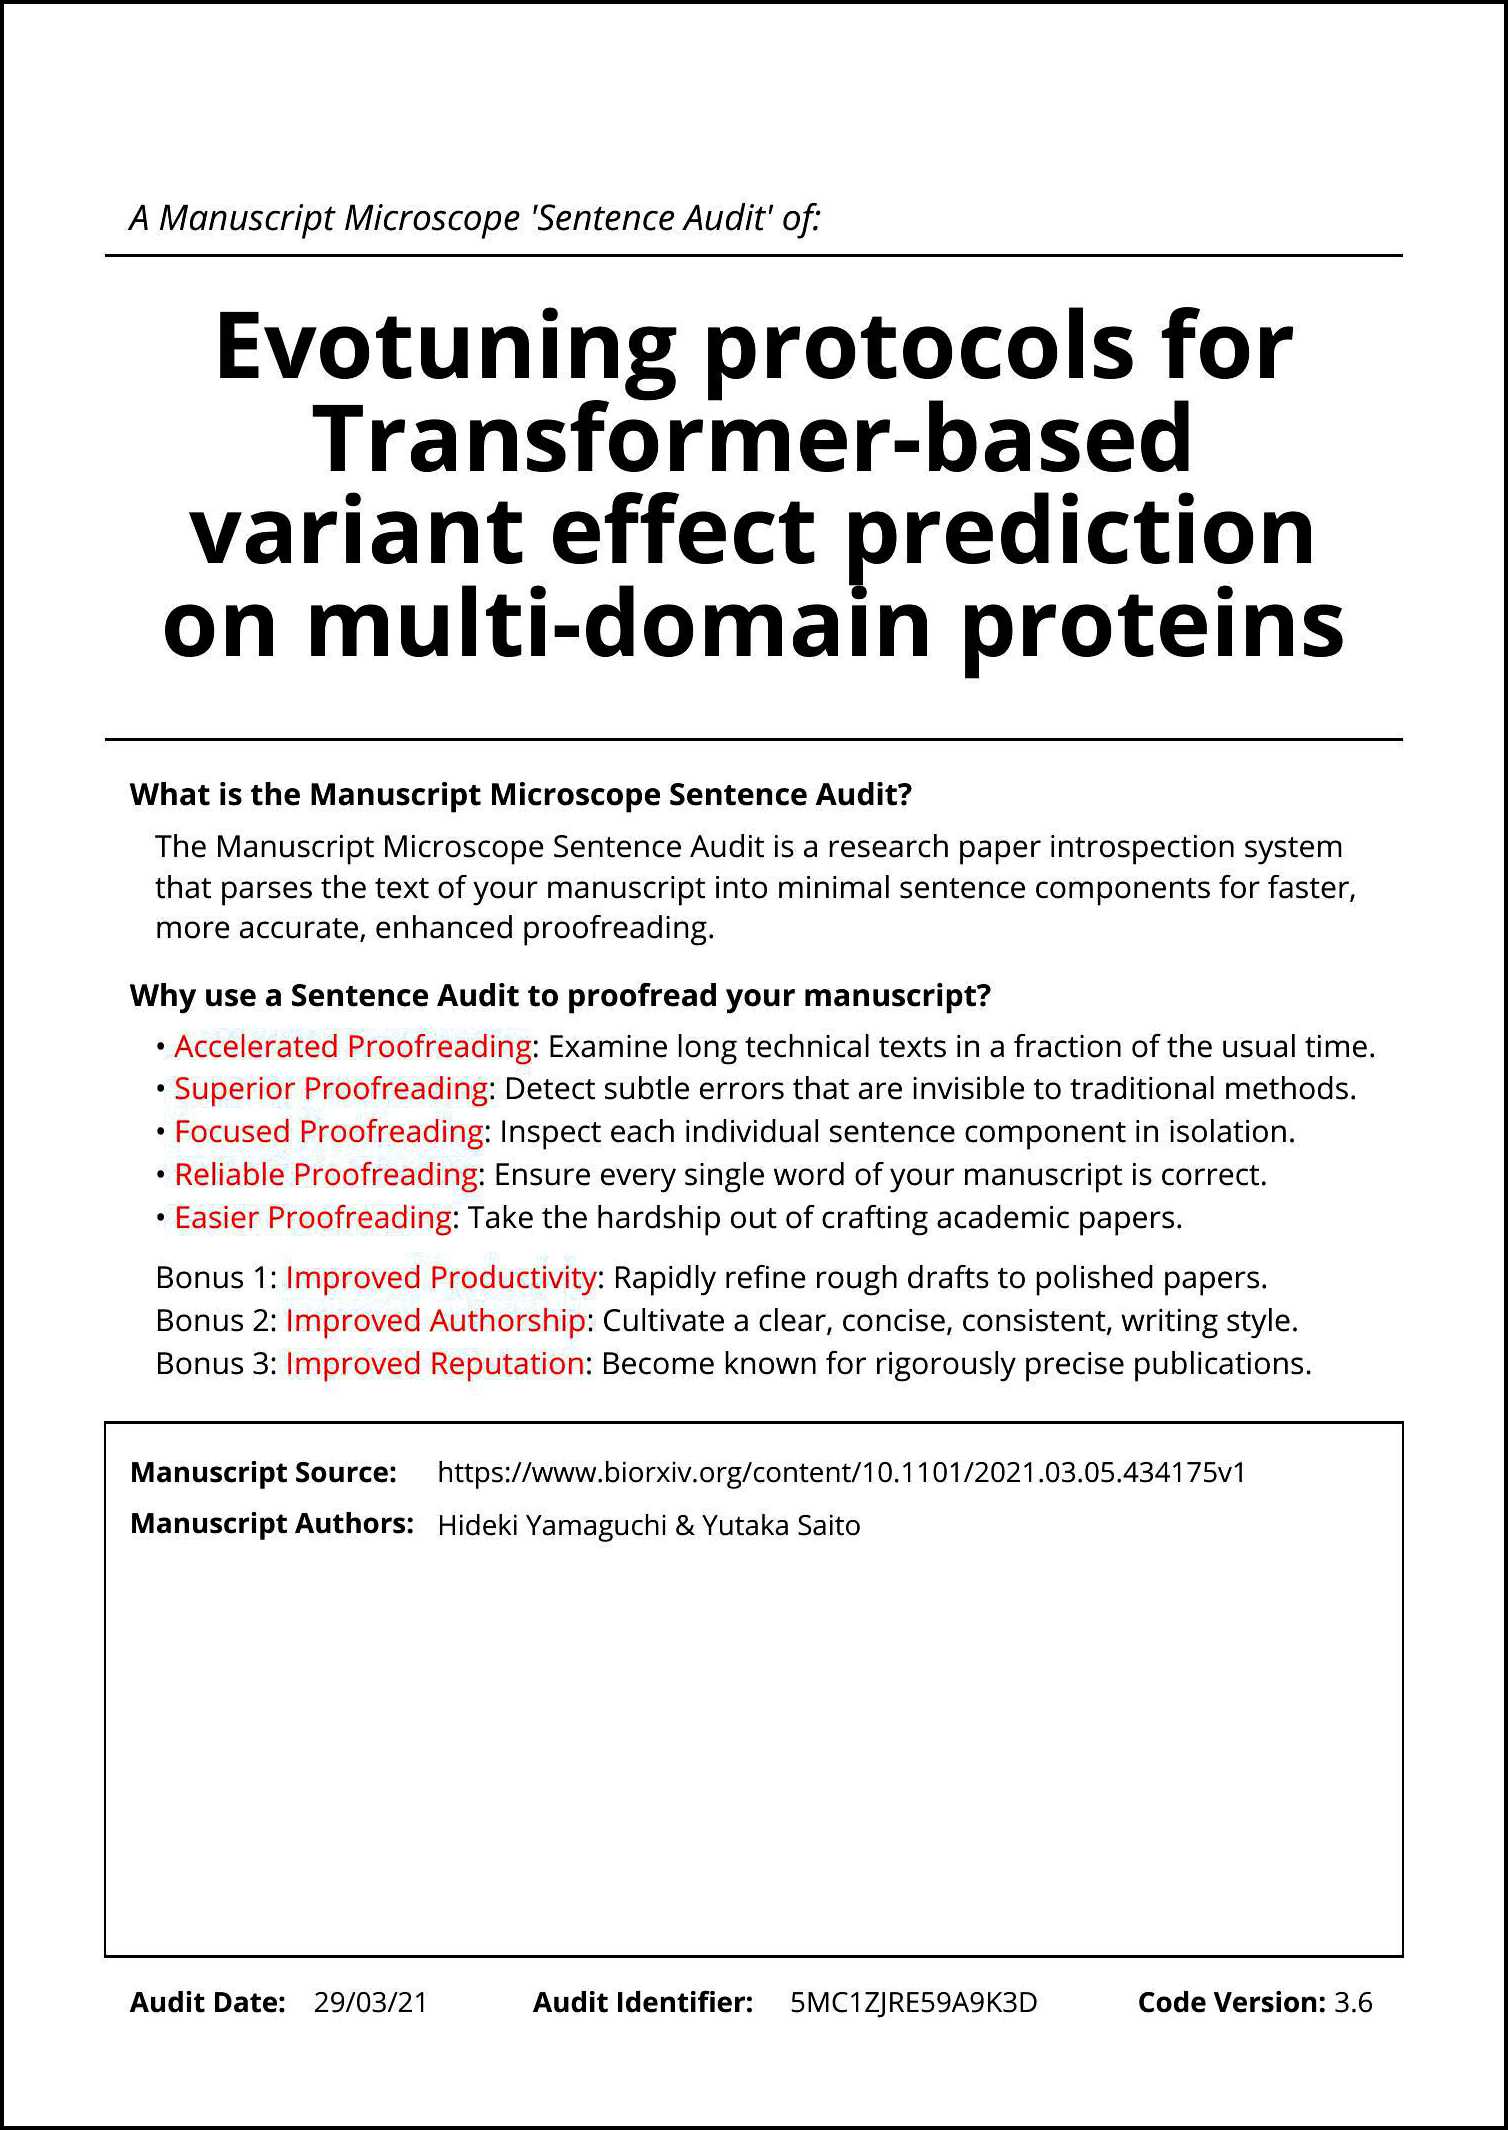 A Manuscript Microscope 'Sentence Audit' of:
Evotuning protocols for
Transformer-based
variant effect prediction
on multi-domain proteins
What is the Manuscript Microscope Sentence Audit?
The Manuscript Microscope Sentence Audit is a research paper introspection system
that parses the text of your manuscript into minimal sentence components for faster,
more accurate, enhanced proofreading.
Why use a Sentence Audit to proofread your manuscript?
• Accelerated Proofreading: Examine long technical texts in a fraction of the usual time.
• Superior Proofreading: Detect subtle errors that are invisible to traditional methods.
• Focused Proofreading: Inspect each individual sentence component in isolation.
• Reliable Proofreading: Ensure every single word of your manuscript is correct.
• Easier Proofreading: Take the hardship out of crafting academic papers.
Bonus 1: Improved Productivity: Rapidly refine rough drafts to polished papers.
Bonus 2: Improved Authorship: Cultivate a clear, concise, consistent, writing style.
Bonus 3: Improved Reputation: Become known for rigorously precise publications.
Manuscript Source: https://www.biorxiv.org/content/10.1101/2021.03.05.434175v1
Manuscript Authors: Hideki Yamaguchi & Yutaka Saito
Audit Date: 29/03/21 Audit Identifier: 5MC1ZJRE59A9K3D Code Version: 3.6